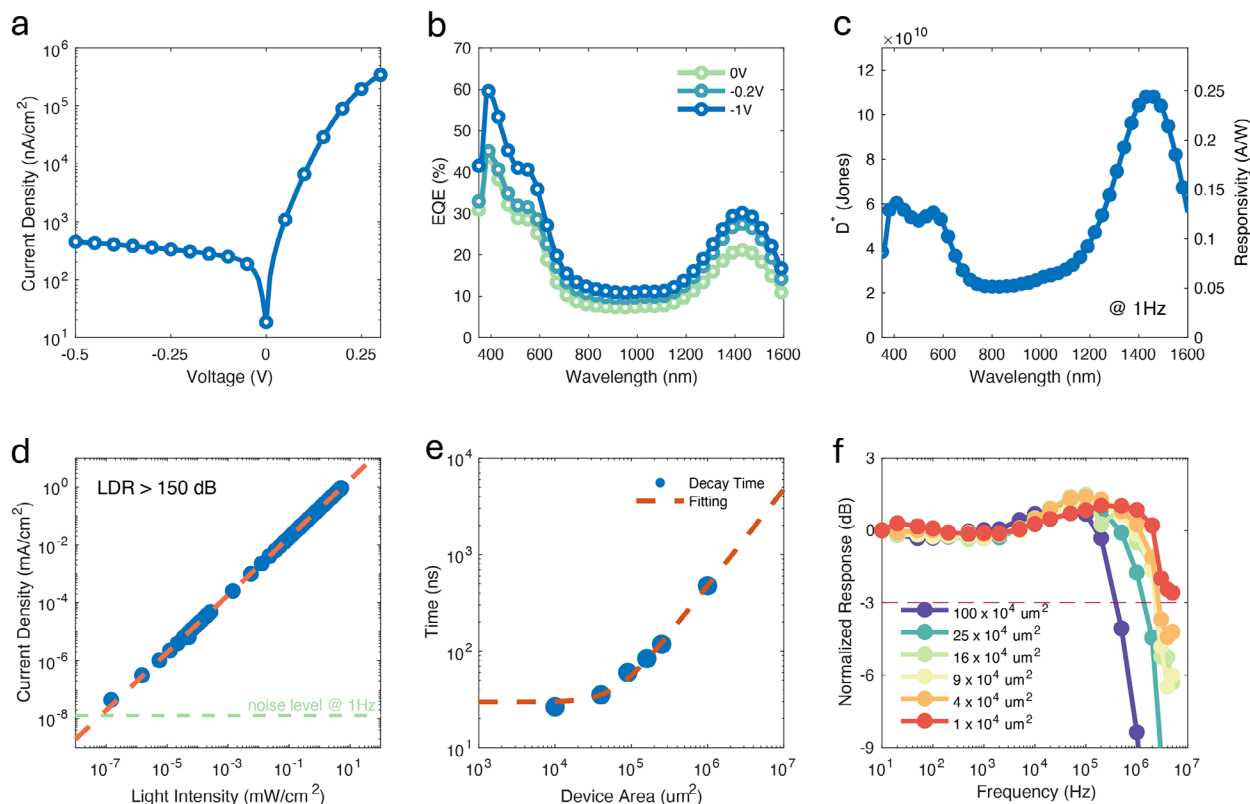 a
10^6
10^5
10^4
10^3
10^2
10^1
Current Density (nA/cm^2)
-0.5
-0.25
0
0.25
Voltage (V)
b
70
60
50
40
30
20
10
0
EQE (%)
0V
-0.2V
-1V
400
600
800
1000
1200
1400
1600
Wavelength (nm)
c
×10^10
12
10
8
6
4
2
0
D^* (Jones)
0.25
0.20
0.15
0.10
0.05
0
Responsivity (A/W)
@ 1Hz
400
600
800
1000
1200
1400
1600
Wavelength (nm)
d
LDR > 150 dB
10^0
10^-2
10^-4
10^-6
10^-8
Current Density (mA/cm^2)
noise level @ 1Hz
10^-7
10^-5
10^-3
10^-1
10^1
Light Intensity (mW/cm^2)
e
10^4
10^3
10^2
10^1
Time (ns)
Decay Time
Fitting
10^3
10^4
10^5
10^6
10^7
Device Area (um^2)
f
3
0
-3
-6
-9
Normalized Response (dB)
100 x 10^4 um^2
25 x 10^4 um^2
16 x 10^4 um^2
9 x 10^4 um^2
4 x 10^4 um^2
1 x 10^4 um^2
10^1
10^2
10^3
10^4
10^5
10^6
10^7
Frequency (Hz)